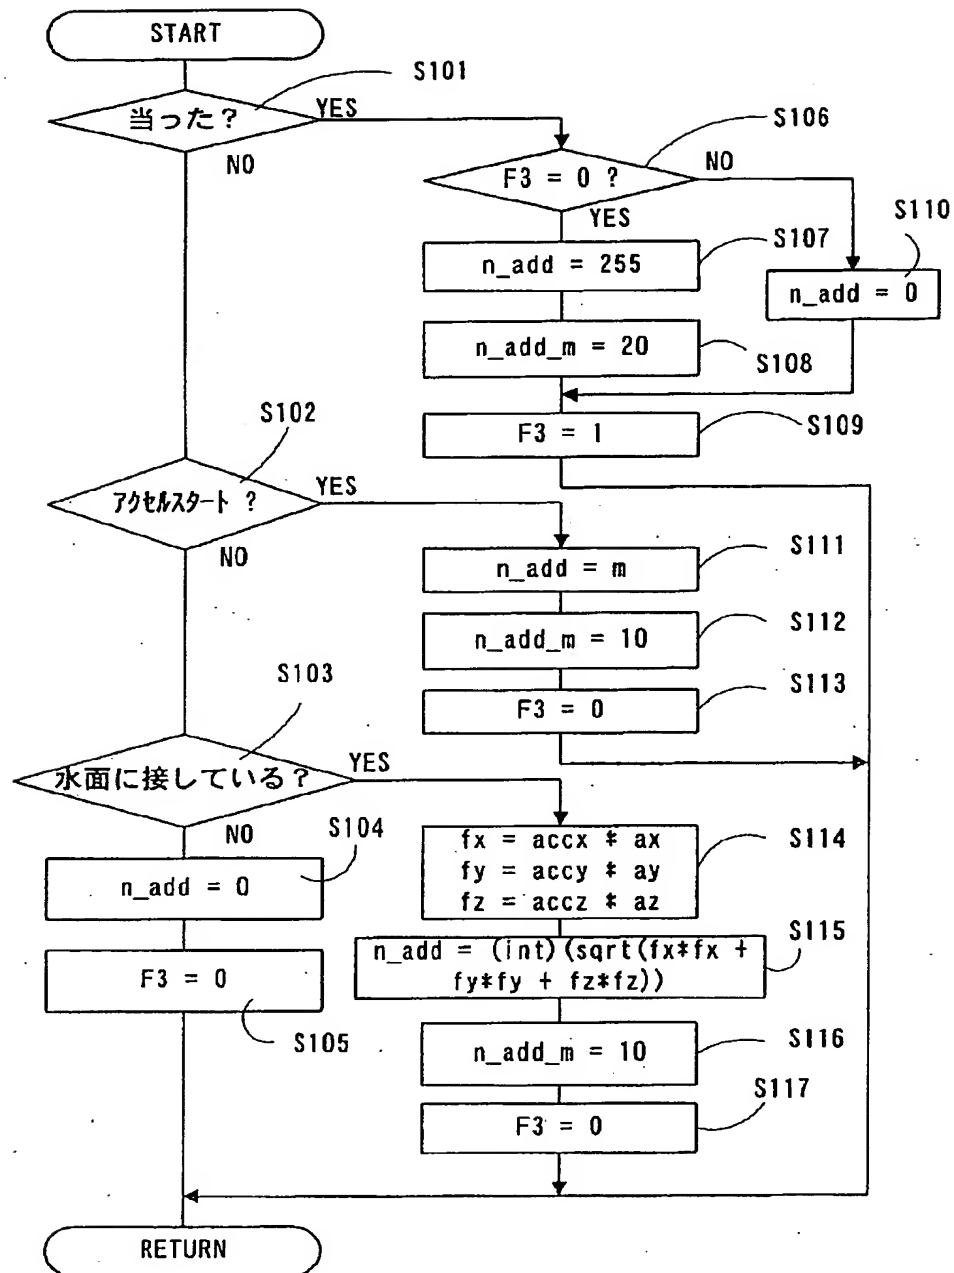 START
S101
当った?
YES
NO
S106
F3 = 0 ?
NO
YES
S107
n_add = 255
S110
n_add = 0
n_add_m = 20
S108
S109
F3 = 1
S102
アクセルスタート ?
YES
NO
S111
n_add = m
S112
n_add_m = 10
S113
F3 = 0
S103
水面に接している?
YES
NO
S104
n_add = 0
F3 = 0
S105
S114
fx = accx * ax
fy = accy * ay
fz = accz * az
S115
n_add = (int)(sqrt(fx*fx +
fy*fy + fz*fz))
S116
n_add_m = 10
S117
F3 = 0
RETURN